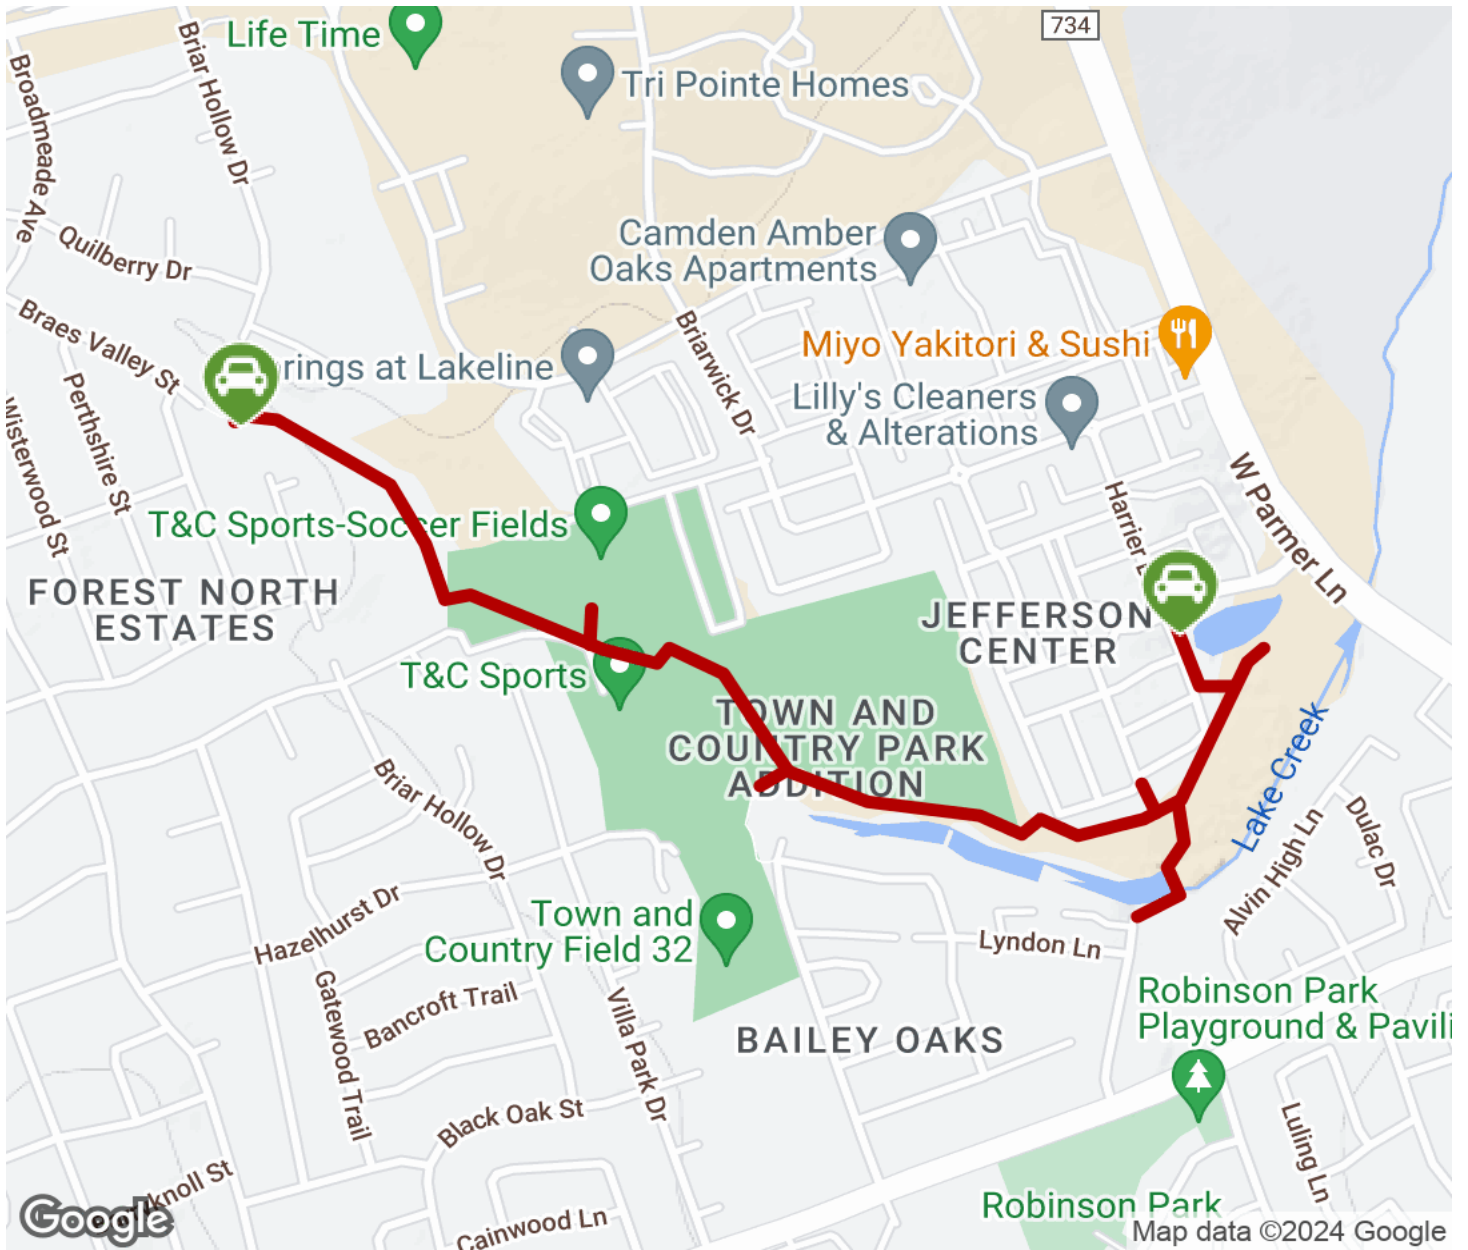 734
Life Time
Briar Hollow Dr
Broadmeade Ave
Tri Pointe Homes
Quilberry Dr
Camden Amber
Oaks Apartments
Braes Valley St
Briarwick Dr
Miyo Yakitori & Sushi
rings at Lakeline
Perthshire St
Lilly's Cleaners
& Alterations
Wisterwood St
W Parmer Ln
Harrier
T&C Sports-Soccer Fields
FOREST NORTH
ESTATES
JEFFERSON
CENTER
T&C Sports
TOWN AND
COUNTRY PARK
ADDITION
Lake Creek
Briar Hollow Dr
Alvin High Ln
Dulac Dr
Hazelhurst Dr
Town and
Country Field 32
Lyndon Ln
Gatewood Trail
Bancroft Trail
Villa Park Dr
Robinson Park
Playground & Pavili
BAILEY OAKS
Black Oak St
Luling Ln
knoll St
Robinson Park
Google
Cainwood Ln
Map data ©2024 Google